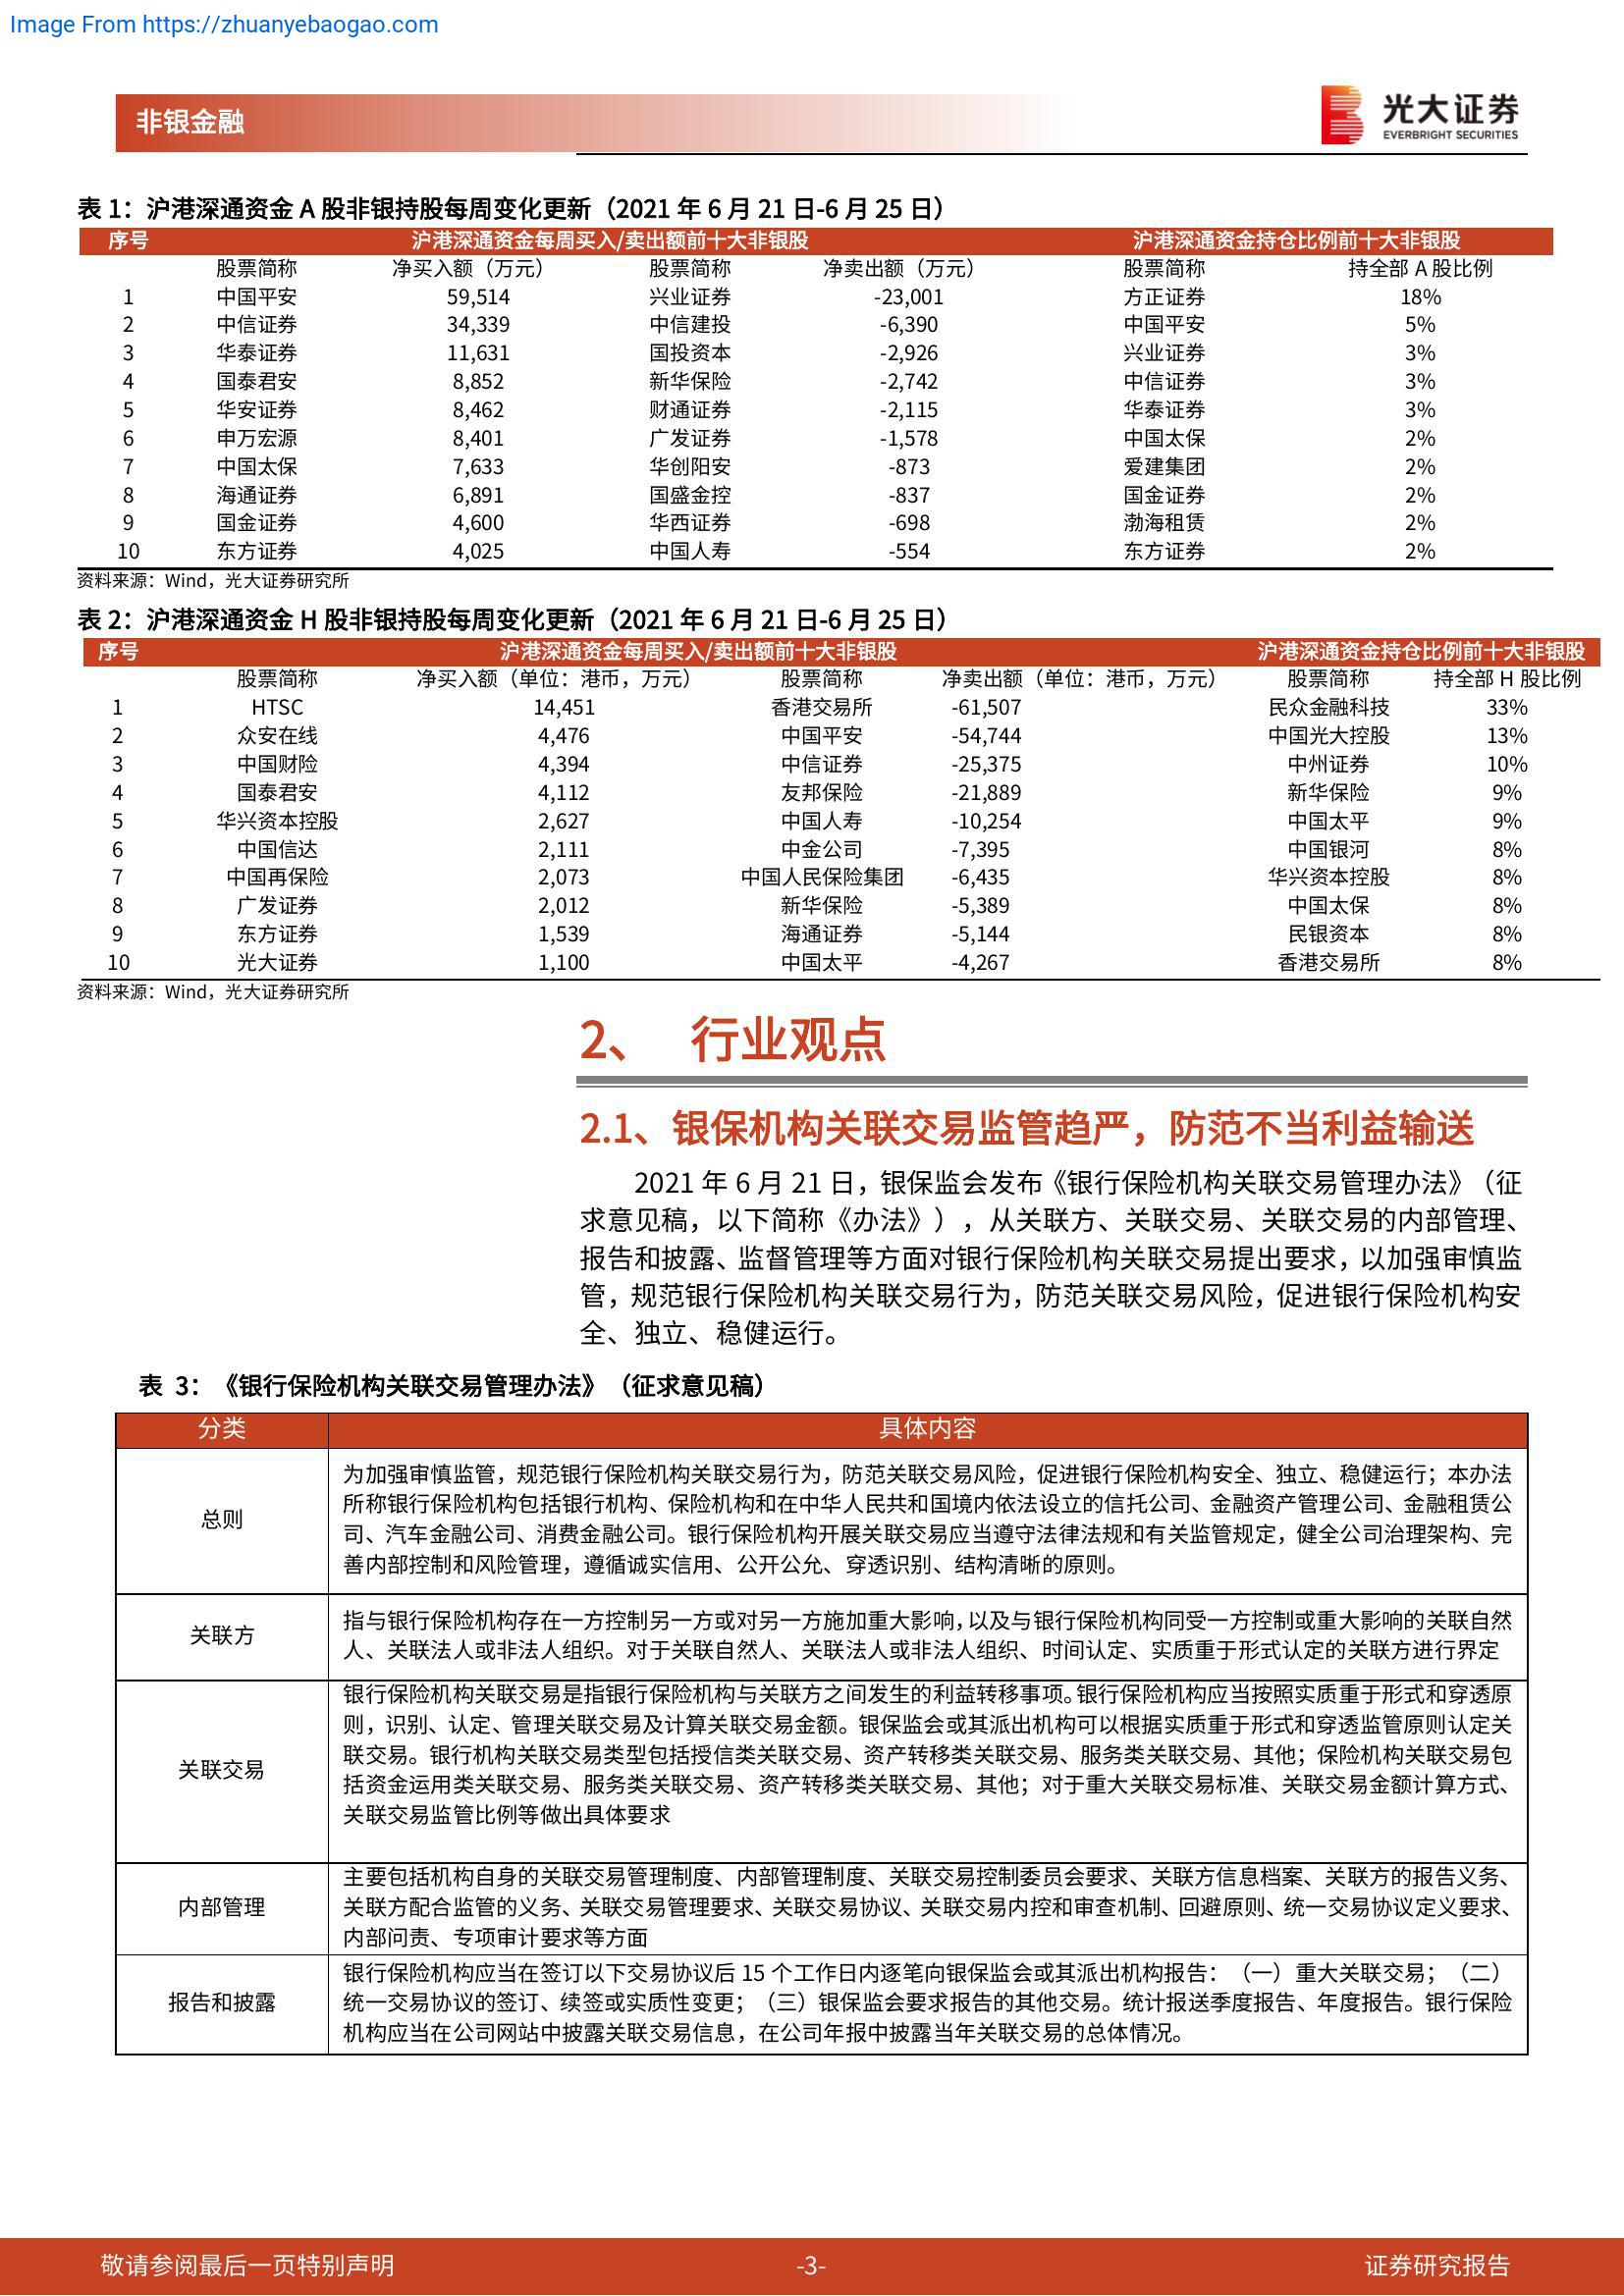 Image From https://zhuanyebaogao.com
非银金融
光大证券
EVERBRIGHT SECURITIES
表 1：沪港深通资金 A 股非银持股每周变化更新（2021 年 6 月 21 日-6 月 25 日）
序号 沪港深通资金每周买入/卖出额前十大非银股 沪港深通资金持仓比例前十大非银股
股票简称 净买入额（万元） 股票简称 净卖出额（万元） 股票简称 持全部 A 股比例
1 中国平安 59,514 兴业证券 -23,001 方正证券 18%
2 中信证券 34,339 中信建投 -6,390 中国平安 5%
3 华泰证券 11,631 国投资本 -2,926 兴业证券 3%
4 国泰君安 8,852 新华保险 -2,742 中信证券 3%
5 华安证券 8,462 财通证券 -2,115 华泰证券 3%
6 申万宏源 8,401 广发证券 -1,578 中国太保 2%
7 中国太保 7,633 华创阳安 -873 爱建集团 2%
8 海通证券 6,891 国盛金控 -837 国金证券 2%
9 国金证券 4,600 华西证券 -698 渤海租赁 2%
10 东方证券 4,025 中国人寿 -554 东方证券 2%
资料来源：Wind，光大证券研究所
表 2：沪港深通资金 H 股非银持股每周变化更新（2021 年 6 月 21 日-6 月 25 日）
序号 沪港深通资金每周买入/卖出额前十大非银股 沪港深通资金持仓比例前十大非银股
股票简称 净买入额（单位：港币，万元） 股票简称 净卖出额（单位：港币，万元） 股票简称 持全部 H 股比例
1 HTSC 14,451 香港交易所 -61,507 民众金融科技 33%
2 众安在线 4,476 中国平安 -54,744 中国光大控股 13%
3 中国财险 4,394 中信证券 -25,375 中州证券 10%
4 国泰君安 4,112 友邦保险 -21,889 新华保险 9%
5 华兴资本控股 2,627 中国人寿 -10,254 中国太平 9%
6 中国信达 2,111 中金公司 -7,395 中国银河 8%
7 中国再保险 2,073 中国人民保险集团 -6,435 华兴资本控股 8%
8 广发证券 2,012 新华保险 -5,389 中国太保 8%
9 东方证券 1,539 海通证券 -5,144 民银资本 8%
10 光大证券 1,100 中国太平 -4,267 香港交易所 8%
资料来源：Wind，光大证券研究所
2、 行业观点
2.1、银保机构关联交易监管趋严，防范不当利益输送
2021 年 6 月 21 日，银保监会发布《银行保险机构关联交易管理办法》（征
求意见稿，以下简称《办法》），从关联方、关联交易、关联交易的内部管理、
报告和披露、监督管理等方面对银行保险机构关联交易提出要求，以加强审慎监
管，规范银行保险机构关联交易行为，防范关联交易风险，促进银行保险机构安
全、独立、稳健运行。
表 3：《银行保险机构关联交易管理办法》（征求意见稿）
分类 具体内容
为加强审慎监管，规范银行保险机构关联交易行为，防范关联交易风险，促进银行保险机构安全、独立、稳健运行；本办法
所称银行保险机构包括银行机构、保险机构和在中华人民共和国境内依法设立的信托公司、金融资产管理公司、金融租赁公
总则
司、汽车金融公司、消费金融公司。银行保险机构开展关联交易应当遵守法律法规和有关监管规定，健全公司治理架构、完
善内部控制和风险管理，遵循诚实信用、公开公允、穿透识别、结构清晰的原则。
关联方
指与银行保险机构存在一方控制另一方或对另一方施加重大影响，以及与银行保险机构同受一方控制或重大影响的关联自然
人、关联法人或非法人组织。对于关联自然人、关联法人或非法人组织、时间认定、实质重于形式认定的关联方进行界定
银行保险机构关联交易是指银行保险机构与关联方之间发生的利益转移事项。银行保险机构应当按照实质重于形式和穿透原
则，识别、认定、管理关联交易及计算关联交易金额。银保监会或其派出机构可以根据实质重于形式和穿透监管原则认定关
联交易。银行机构关联交易类型包括授信类关联交易、资产转移类关联交易、服务类关联交易、其他；保险机构关联交易包
关联交易
括资金运用类关联交易、服务类关联交易、资产转移类关联交易、其他；对于重大关联交易标准、关联交易金额计算方式、
关联交易监管比例等做出具体要求
主要包括机构自身的关联交易管理制度、内部管理制度、关联交易控制委员会要求、关联方信息档案、关联方的报告义务、
内部管理
关联方配合监管的义务、关联交易管理要求、关联交易协议、关联交易内控和审查机制、回避原则、统一交易协议定义要求、
内部问责、专项审计要求等方面
银行保险机构应当在签订以下交易协议后 15 个工作日内逐笔向银保监会或其派出机构报告：（一）重大关联交易；（二）
报告和披露
统一交易协议的签订、续签或实质性变更；（三）银保监会要求报告的其他交易。统计报送季度报告、年度报告。银行保险
机构应当在公司网站中披露关联交易信息，在公司年报中披露当年关联交易的总体情况。
敬请参阅最后一页特别声明 -3- 证券研究报告